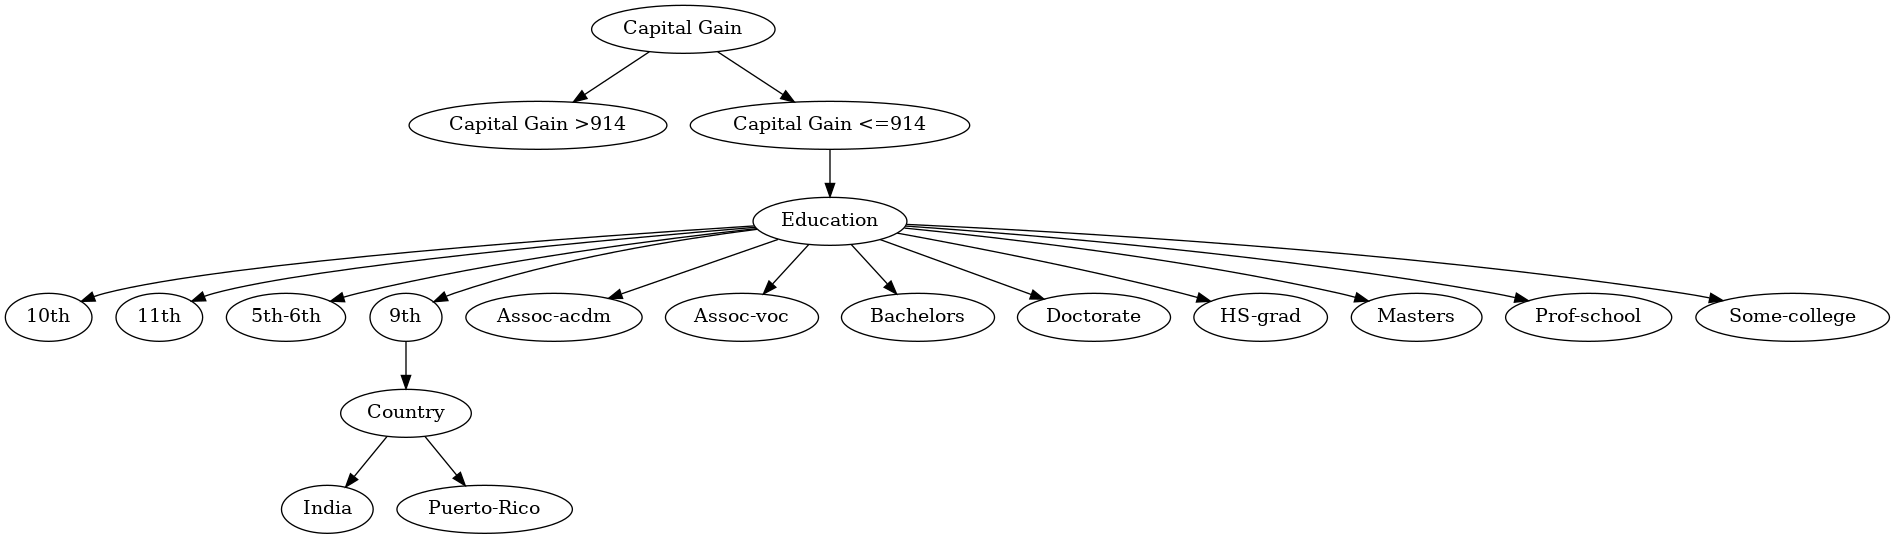 Capital Gain
Capital Gain >914
Capital Gain <=914
Education
10th
11th
5th-6th
9th
Assoc-acdm
Assoc-voc
Bachelors
Doctorate
HS-grad
Masters
Prof-school
Some-college
Country
India
Puerto-Rico